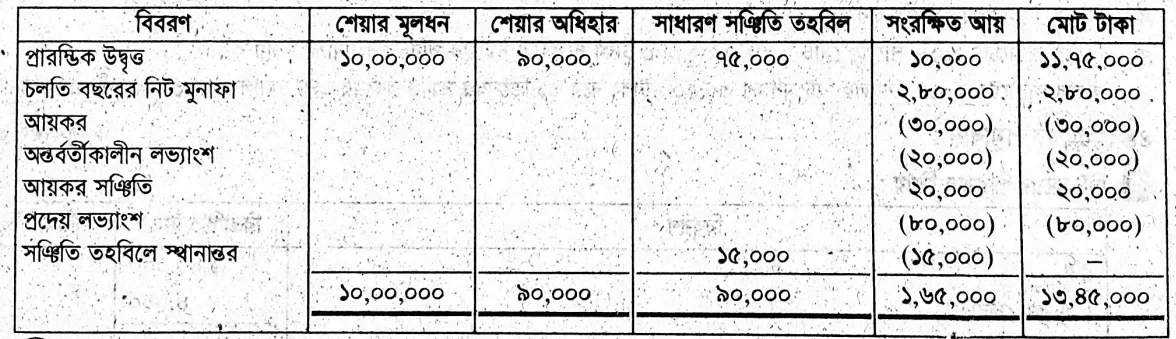 বিবরণ শেয়ার মূলধন শেয়ার অধিহার সাধারণ সঞ্চিতি তহবিল সংরক্ষিত আয় মোট টাকা
প্রারম্ভিক উদ্বৃত্ত ১০,০০,০০০ ৯০,০০০ ৭৫,০০০ ১০,০০০ ১১,৭৫,০০০
চলতি বছরের নিট মুনাফা ২,৮০,০০০ ২,৮০,০০০
আয়কর (৩০,০০০) (৩০,০০০)
অন্তর্বর্তীকালীন লভ্যাংশ (২০,০০০) (২০,০০০)
আয়কর সঞ্চিতি ২০,০০০ ২০,০০০
প্রদেয় লভ্যাংশ (৮০,০০০) (৮০,০০০)
সঞ্চিতি তহবিলে স্থানান্তর ১৫,০০০ (১৫,০০০) —
১০,০০,০০০ ৯০,০০০ ৯০,০০০ ১,৬৫,০০০ ১৩,৪৫,০০০